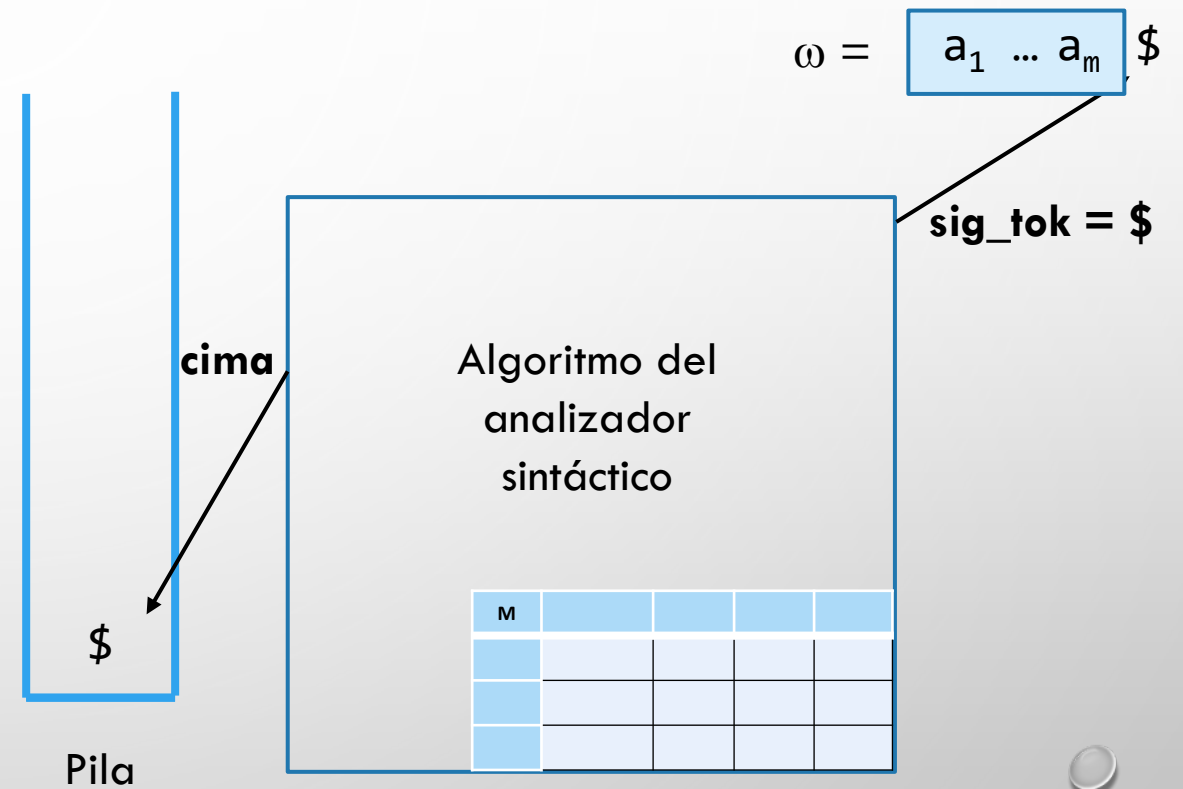 ω = a₁ … aₘ $
sig_tok = $
cima
Algoritmo del
analizador
sintáctico
M
$
Pila